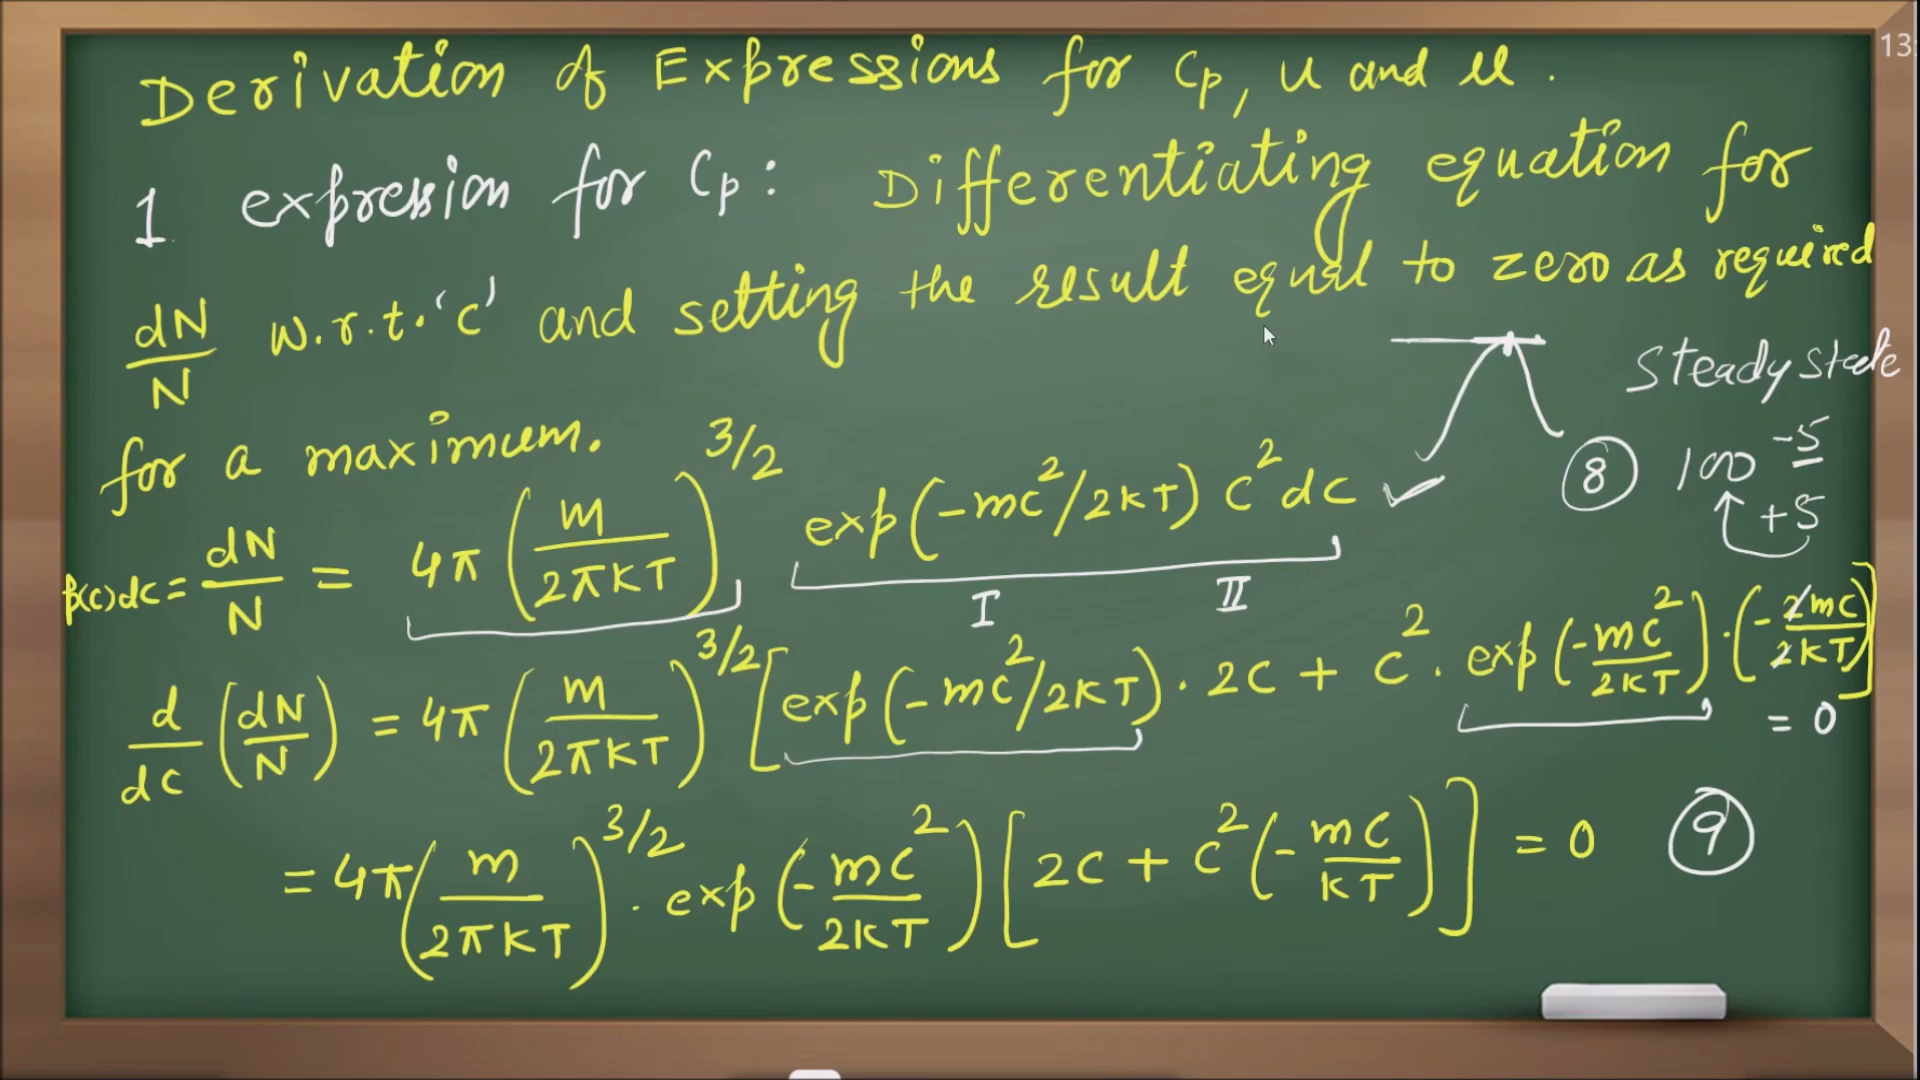 Derivation of Expressions for Cp, u and u.
1 expression for Cp: Differentiating equation for
dN/N w.r.t. 'c' and setting the result equal to zero as required
for a maximum.
Steady state
100 -5
+5
p(c)dc = dN/N = 4π (m/2πKT)^3/2 exp(-mc²/2KT) c² dc ✓ (8)
I II
d/dc (dN/N) = 4π (m/2πKT)^3/2 [exp(-mc²/2KT) · 2c + c² · exp(-mc²/2KT) · (-2mc/2KT)] = 0
= 4π (m/2πKT)^3/2 · exp(-mc²/2KT) [2c + c² (-mc/KT)] = 0 (9)
13